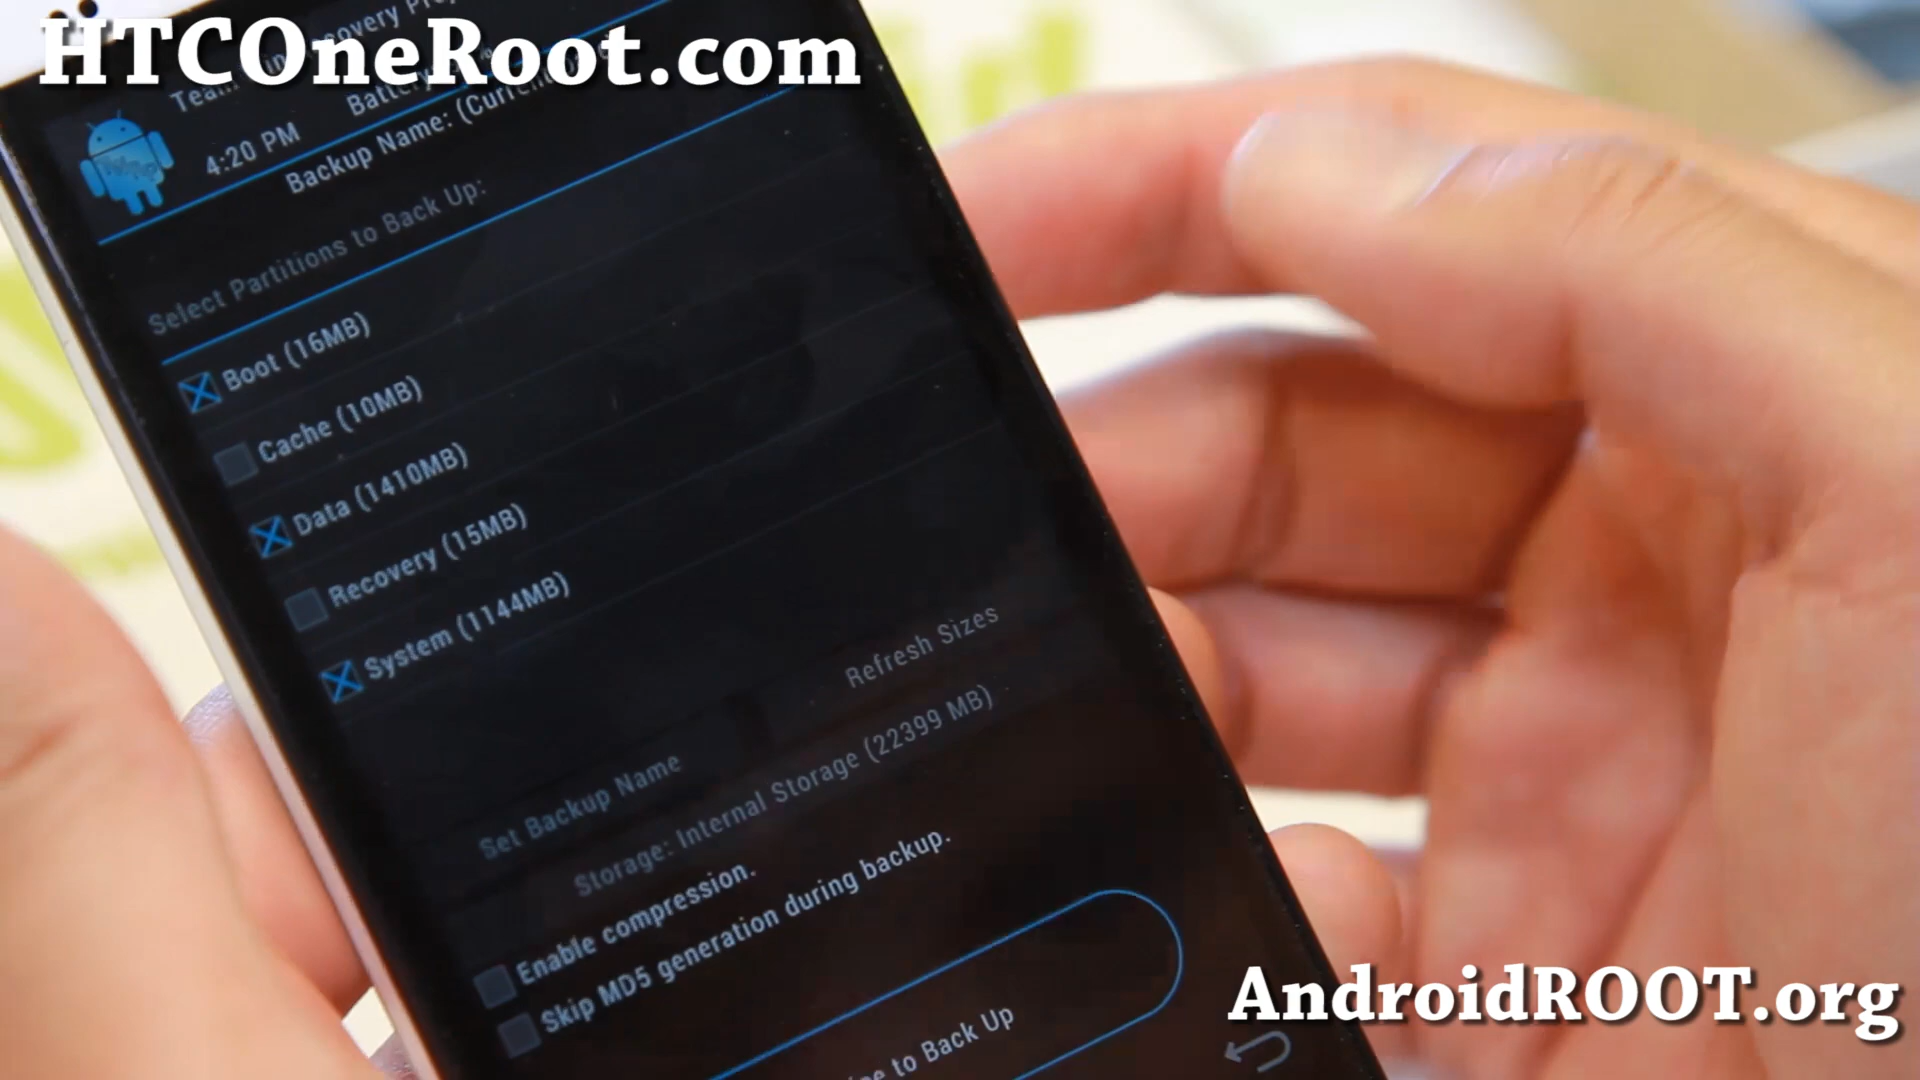 HTCOneRoot.com
4:20 PM
Backup Name:
Select Partitions to Back Up:
Boot (16MB)
Cache (10MB)
Data (1410MB)
Recovery (15MB)
System (1144MB)
Refresh Sizes
Set Backup Name
Storage: Internal Storage (22399 MB)
Enable compression.
Skip MD5 generation during backup.
to Back Up
AndroidROOT.org